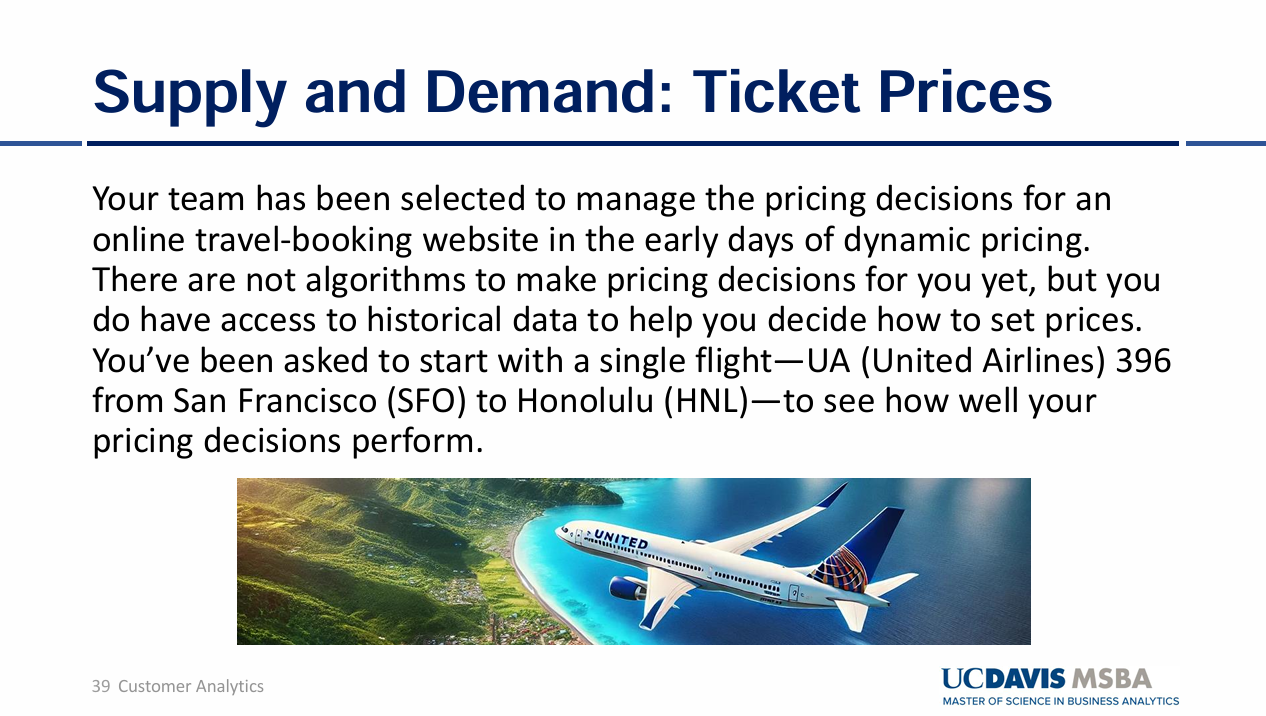 Supply and Demand: Ticket Prices
Your team has been selected to manage the pricing decisions for an
online travel-booking website in the early days of dynamic pricing.
There are not algorithms to make pricing decisions for you yet, but you
do have access to historical data to help you decide how to set prices.
You’ve been asked to start with a single flight—UA (United Airlines) 396
from San Francisco (SFO) to Honolulu (HNL)—to see how well your
pricing decisions perform.
UNITED
39 Customer Analytics
UCDAVIS MSBA
MASTER OF SCIENCE IN BUSINESS ANALYTICS